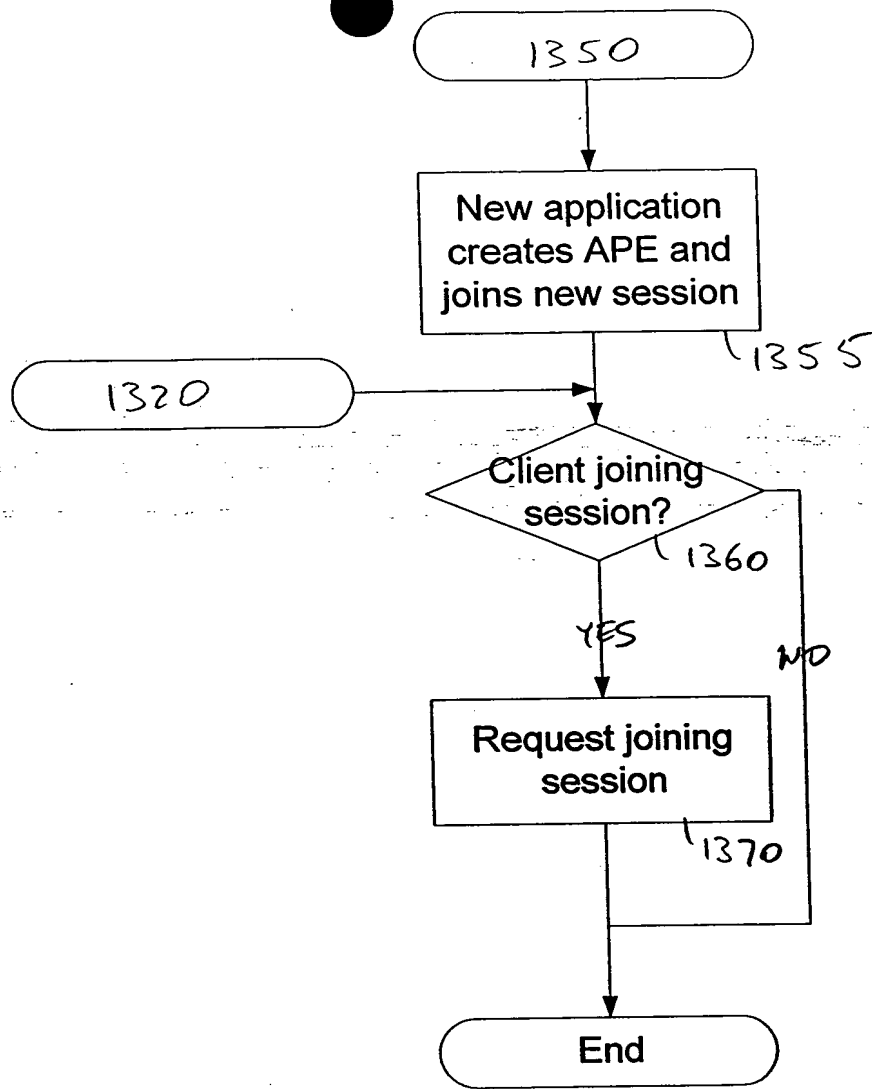 1350
New application
creates APE and
joins new session
1355
1320
Client joining
session?
1360
YES
NO
Request joining
session
1370
End